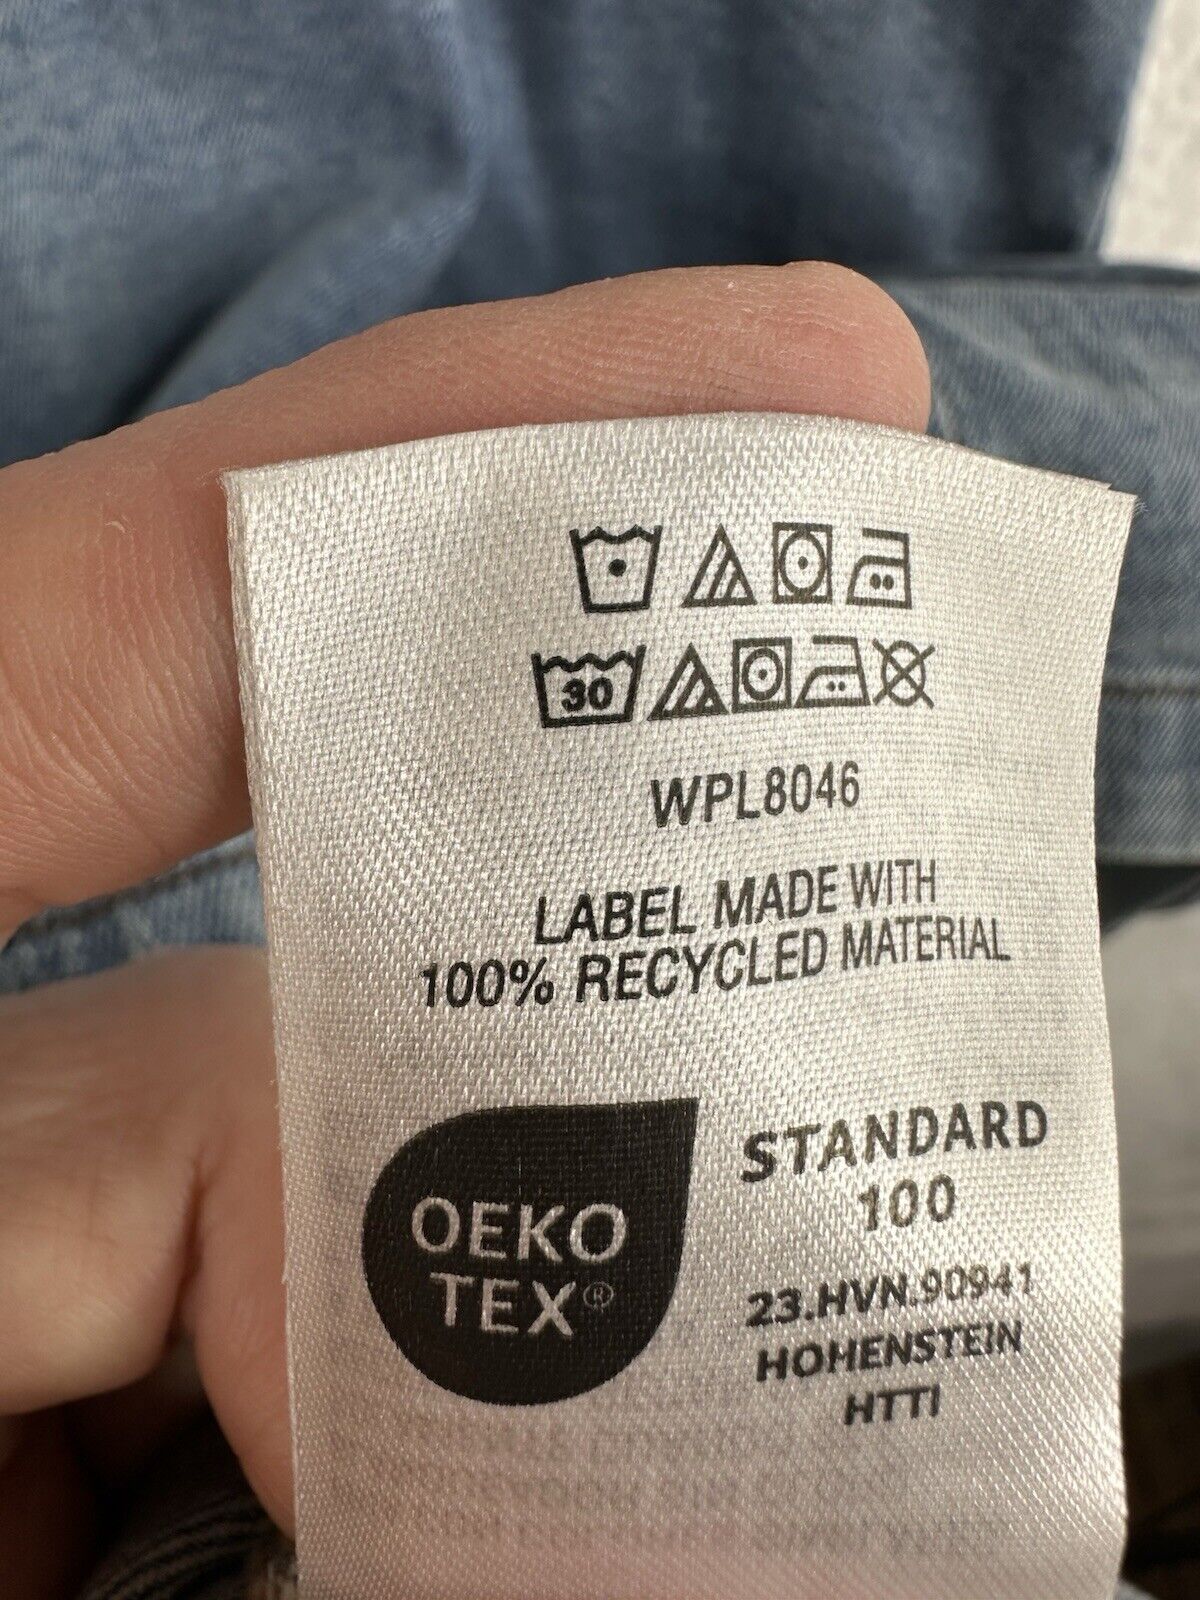 30
WPL8046
LABEL MADE WITH
100% RECYCLED MATERIAL
OEKO
TEX®
STANDARD
100
23.HVN.90941
HOHENSTEIN
HTTI